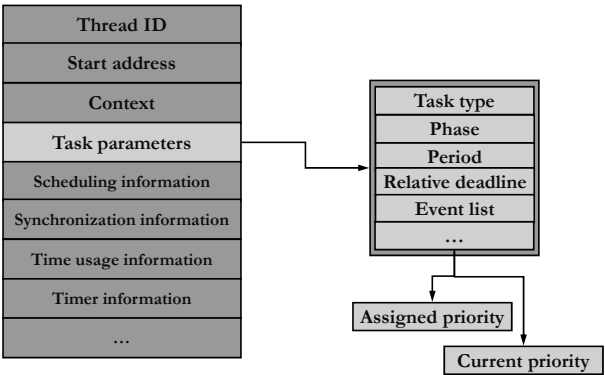 Thread ID
Start address
Context
Task parameters
Scheduling information
Synchronization information
Time usage information
Timer information
...
Task type
Phase
Period
Relative deadline
Event list
...
Assigned priority
Current priority